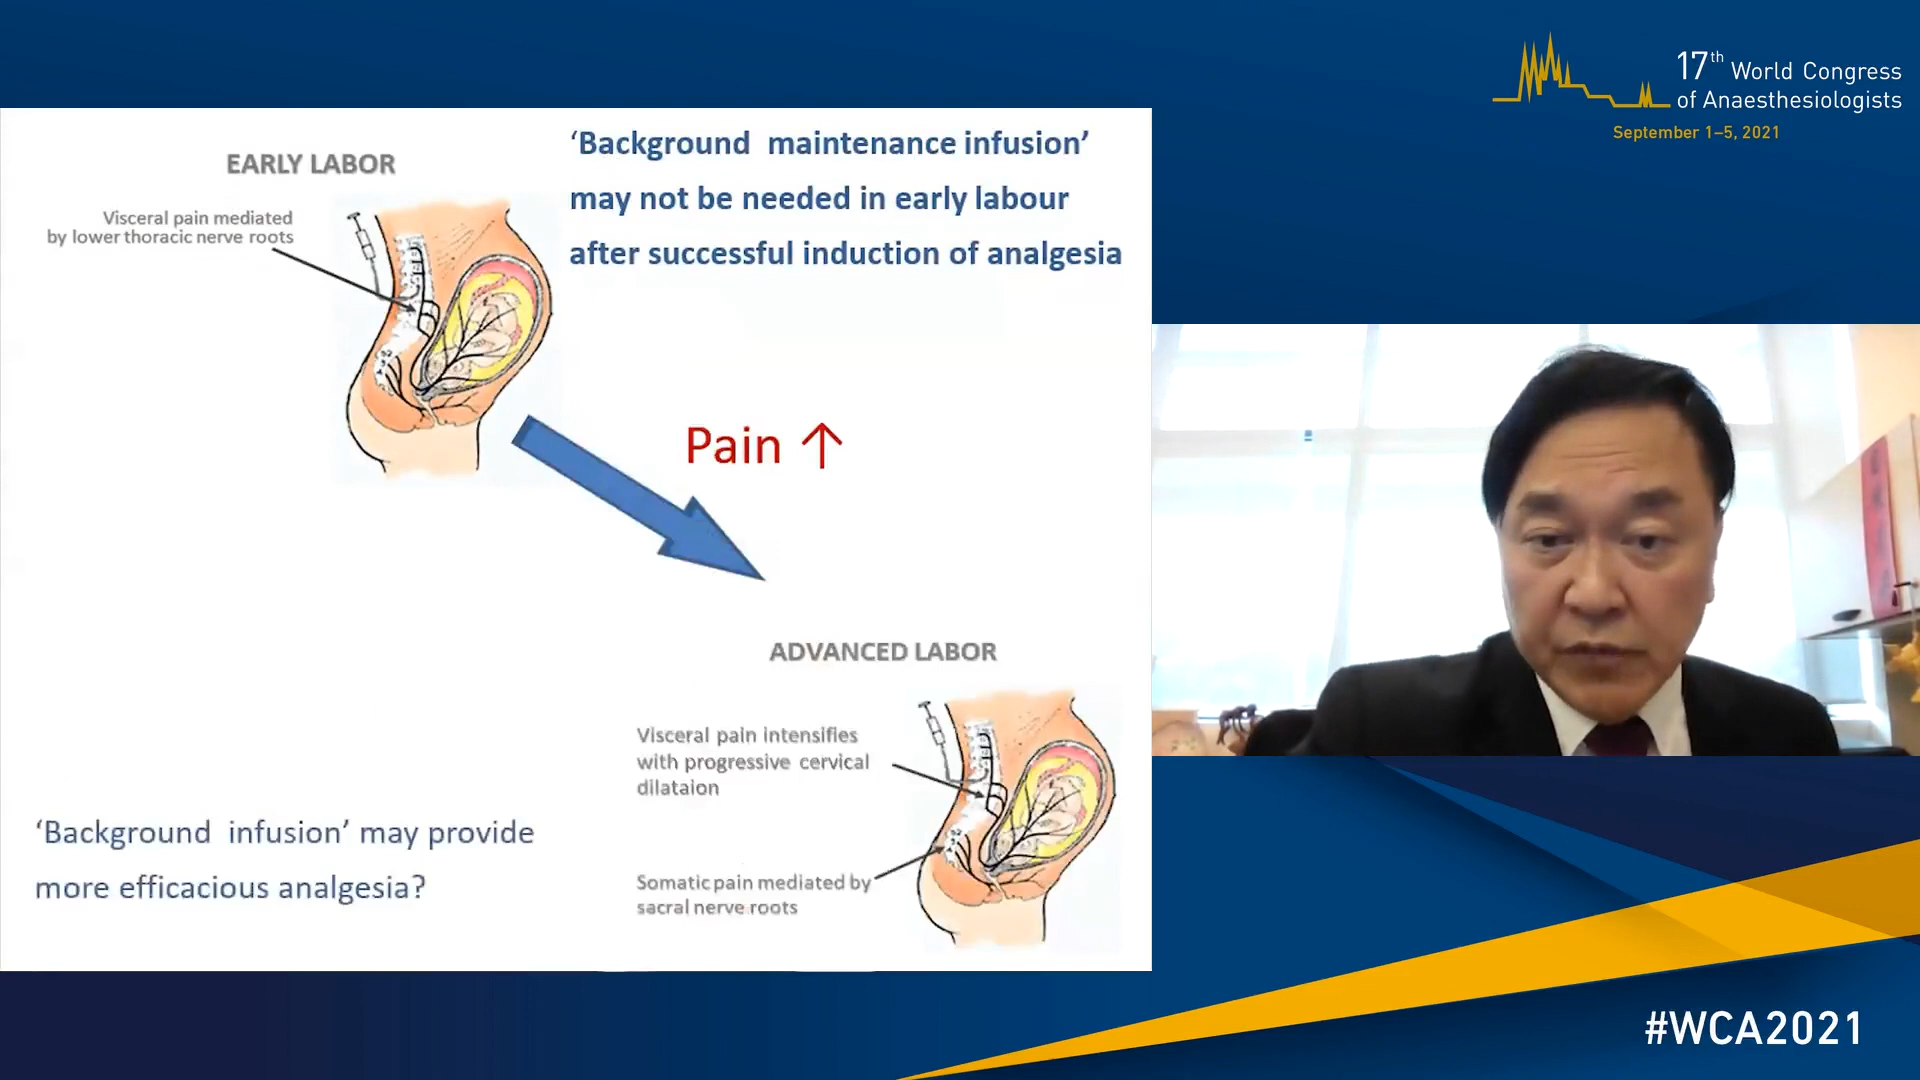 17th World Congress
of Anaesthesiologists
September 1–5, 2021
‘Background maintenance infusion’
may not be needed in early labour
after successful induction of analgesia
EARLY LABOR
Visceral pain mediated
by lower thoracic nerve roots
Pain ↑
ADVANCED LABOR
Visceral pain intensifies
with progressive cervical
dilataion
Somatic pain mediated by
sacral nerve roots
‘Background infusion’ may provide
more efficacious analgesia?
#WCA2021